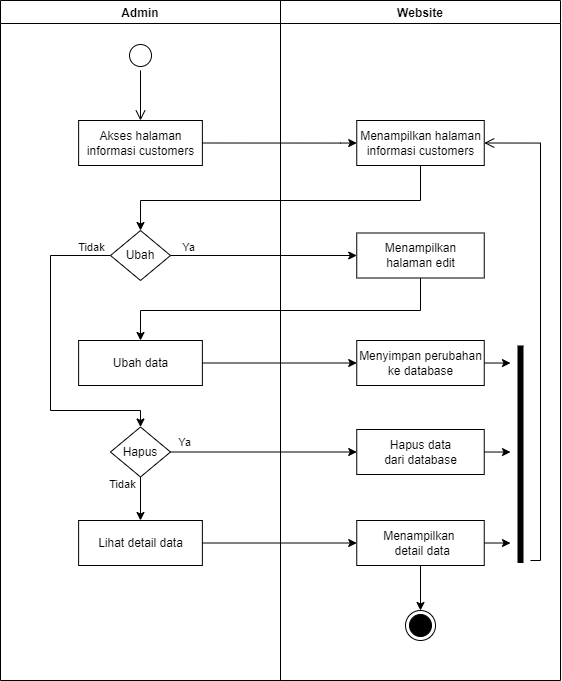 Admin
Website
Akses halaman
informasi customers
Menampilkan halaman
informasi customers
Tidak
Ubah
Ya
Menampilkan
halaman edit
Ubah data
Menyimpan perubahan
ke database
Hapus
Ya
Hapus data
dari database
Tidak
Lihat detail data
Menampilkan
detail data